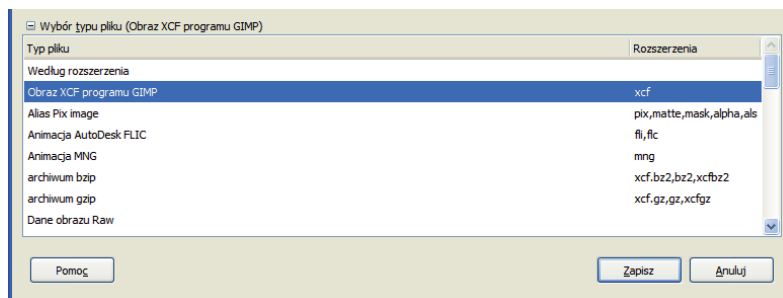 Wybór typu pliku (Obraz XCF programu GIMP)
Typ pliku Rozszerzenia
Według rozszerzenia
Obraz XCF programu GIMP xcf
Alias Pix image pix,matte,mask,alpha,als
Animacja AutoDesk FLIC fli,flc
Animacja MNG mng
archiwum bzip xcf.bz2,bz2,xcfbz2
archiwum gzip xcf.gz,gz,xcfgz
Dane obrazu Raw
Pomoc Zapisz Anuluj